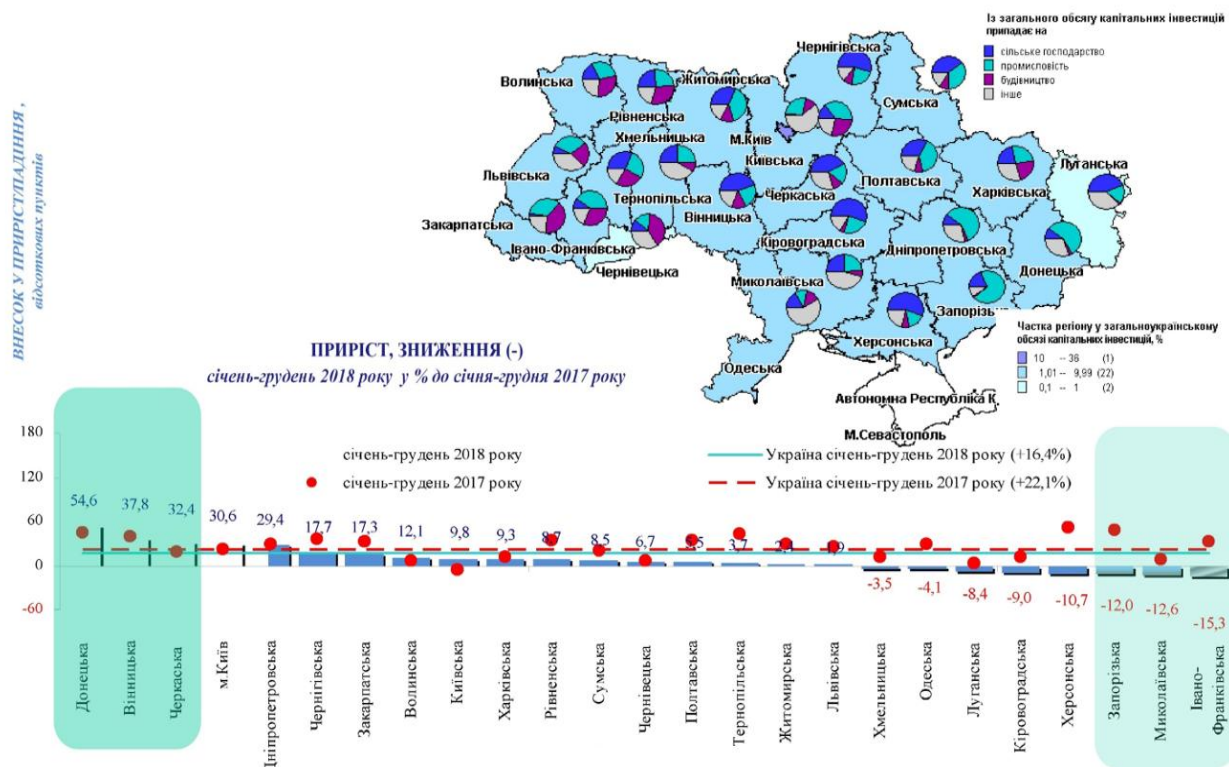 Із загального обсягу капітальних інвестицій
припадає на
сільське господарство
промисловість
будівництво
інше
Чернігівська
Волинська
Житомирська
Сумська
Рівненська
Хмельницька
М.Київ
Київська
Львівська
Полтавська
Харківська
Луганська
Тернопільська
Черкаська
Вінницька
Закарпатська
Івано-Франківська
Кіровоградська
Дніпропетровська
Чернівецька
Донецька
Миколаївська
Херсонська
Одеська
Автономна Республіка К.
М.Севастополь
Частка регіону у загальноукраїнському
обсязі капітальних інвестицій, %
10 -- 36 (1)
1,01 -- 9,99 (22)
0,1 -- 1 (2)
ВНЕСОК У ПРИРІСТ/ПАДІННЯ ,
відсоткових пунктів
ПРИРІСТ, ЗНИЖЕННЯ (-)
січень-грудень 2018 року у % до січня-грудня 2017 року
січень-грудень 2018 року
січень-грудень 2017 року
Україна січень-грудень 2018 року (+16,4%)
Україна січень-грудень 2017 року (+22,1%)
180
120
60
0
-60
54,6
37,8
32,4
30,6
29,4
17,7
17,3
12,1
9,8
9,3
8,7
8,5
6,7
5,5
3,7
1,9
-3,5
-4,1
-8,4
-9,0
-10,7
-12,0
-12,6
-15,3
Донецька
Вінницька
Черкаська
м.Київ
Дніпропетровська
Чернігівська
Закарпатська
Волинська
Київська
Харківська
Рівненська
Сумська
Чернівецька
Полтавська
Тернопільська
Житомирська
Львівська
Хмельницька
Одеська
Луганська
Кіровоградська
Херсонська
Запорізька
Миколаївська
Івано-
Франківська